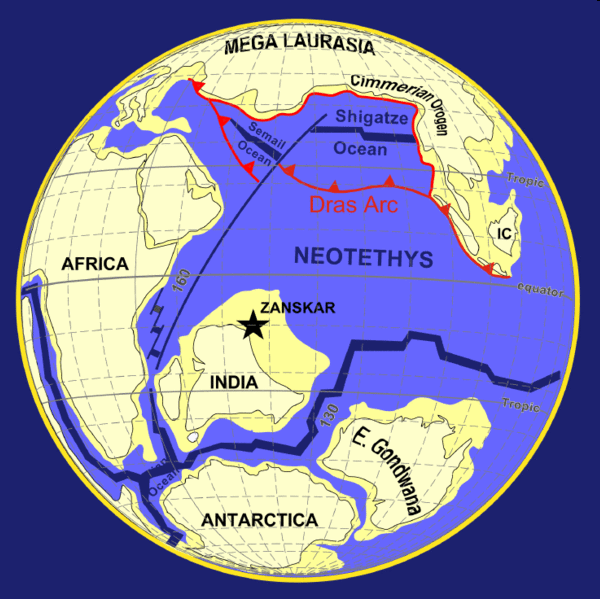 MEGA LAURASIA
Cimmerian Orogen
Shigatze
Ocean
Semail
Ocean
Tropic
Dras Arc
IC
NEOTETHYS
AFRICA
160
equator
ZANSKAR
INDIA
Tropic
130
E. Gondwana
Ocean
ANTARCTICA